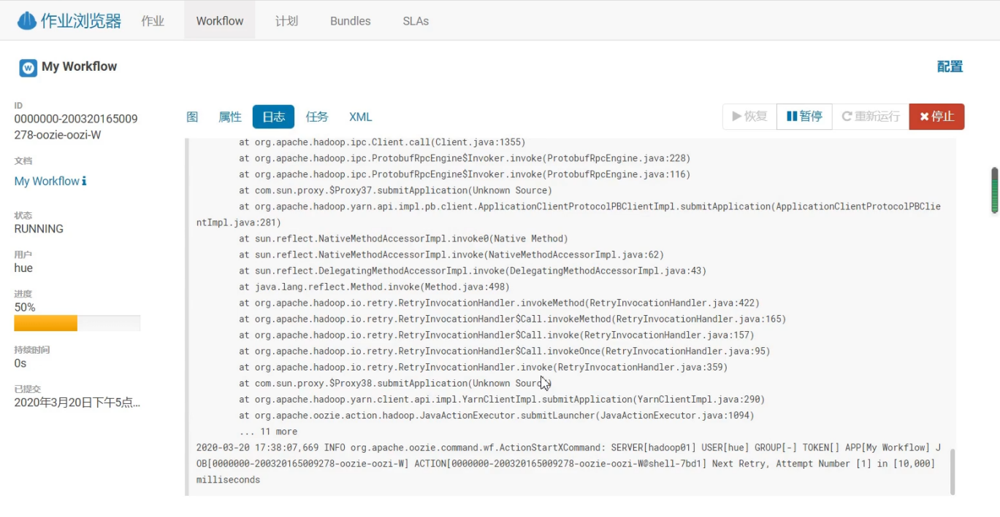 作业浏览器 作业 Workflow 计划 Bundles SLAs
My Workflow 配置
ID
0000000-200320165009
278-oozie-oozi-W
文档
My Workflow
状态
RUNNING
用户
hue
进度
50%
持续时间
0s
已提交
2020年3月20日下午5点...
图 属性 日志 任务 XML 恢复 暂停 重新运行 停止
at org.apache.hadoop.ipc.Client.call(Client.java:1355)
at org.apache.hadoop.ipc.ProtobufRpcEngine$Invoker.invoke(ProtobufRpcEngine.java:228)
at org.apache.hadoop.ipc.ProtobufRpcEngine$Invoker.invoke(ProtobufRpcEngine.java:116)
at com.sun.proxy.$Proxy37.submitApplication(Unknown Source)
at org.apache.hadoop.yarn.api.impl.pb.client.ApplicationClientProtocolPBClientImpl.submitApplication(ApplicationClientProtocolPBClie
ntImpl.java:281)
at sun.reflect.NativeMethodAccessorImpl.invoke0(Native Method)
at sun.reflect.NativeMethodAccessorImpl.invoke(NativeMethodAccessorImpl.java:62)
at sun.reflect.DelegatingMethodAccessorImpl.invoke(DelegatingMethodAccessorImpl.java:43)
at java.lang.reflect.Method.invoke(Method.java:498)
at org.apache.hadoop.io.retry.RetryInvocationHandler.invokeMethod(RetryInvocationHandler.java:422)
at org.apache.hadoop.io.retry.RetryInvocationHandler$Call.invokeMethod(RetryInvocationHandler.java:165)
at org.apache.hadoop.io.retry.RetryInvocationHandler$Call.invoke(RetryInvocationHandler.java:157)
at org.apache.hadoop.io.retry.RetryInvocationHandler$Call.invokeOnce(RetryInvocationHandler.java:95)
at org.apache.hadoop.io.retry.RetryInvocationHandler.invoke(RetryInvocationHandler.java:359)
at com.sun.proxy.$Proxy38.submitApplication(Unknown Source)
at org.apache.hadoop.yarn.client.api.impl.YarnClientImpl.submitApplication(YarnClientImpl.java:290)
at org.apache.oozie.action.hadoop.JavaActionExecutor.submitLauncher(JavaActionExecutor.java:1094)
... 11 more
2020-03-20 17:38:07,669 INFO org.apache.oozie.command.wf.ActionStartXCommand: SERVER[hadoop01] USER[hue] GROUP[-] TOKEN[] APP[My Workflow] J
OB[0000000-200320165009278-oozie-oozi-W] ACTION[0000000-200320165009278-oozie-oozi-W@shell-7bd1] Next Retry, Attempt Number [1] in [10,000]
milliseconds